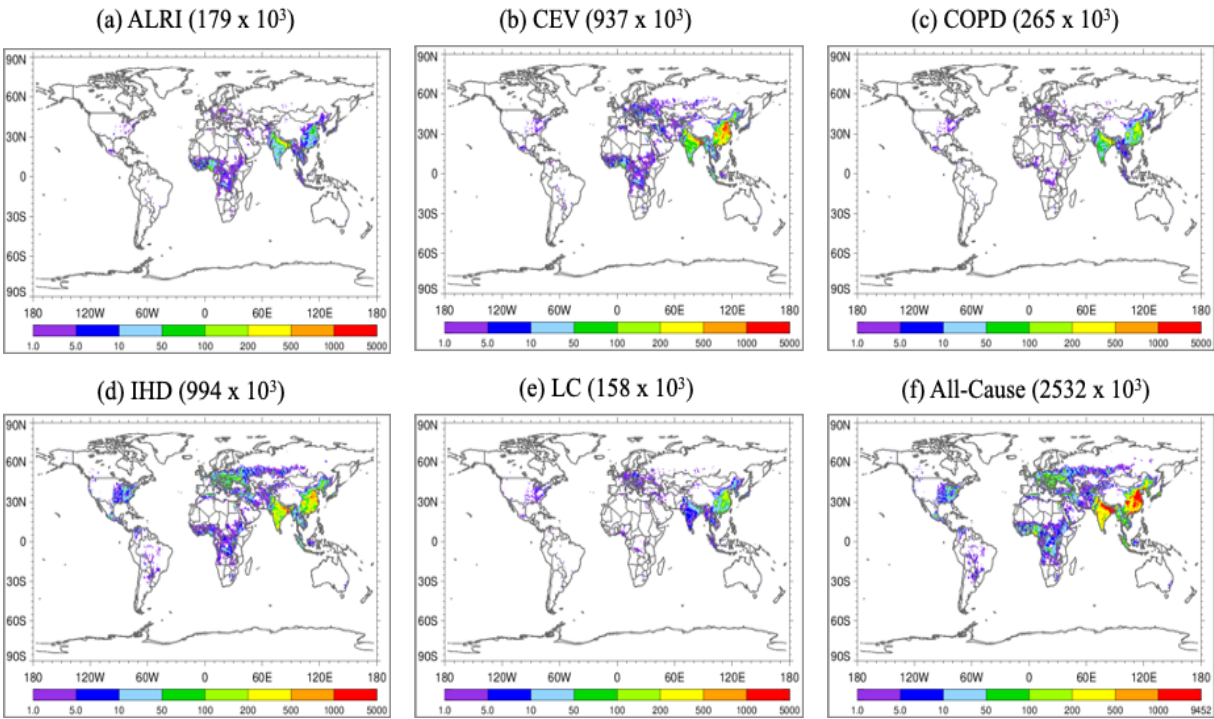 (a) ALRI (179 x 10³)
(b) CEV (937 x 10³)
(c) COPD (265 x 10³)
90N
60N
30N
0
30S
60S
90S
180 120W 60W 0 60E 120E 180
1.0 5.0 10 50 100 200 500 1000 5000
90N
60N
30N
0
30S
60S
90S
180 120W 60W 0 60E 120E 180
1.0 5.0 10 50 100 200 500 1000 5000
90N
60N
30N
0
30S
60S
90S
180 120W 60W 0 60E 120E 180
1.0 5.0 10 50 100 200 500 1000 5000
(d) IHD (994 x 10³)
(e) LC (158 x 10³)
(f) All-Cause (2532 x 10³)
90N
60N
30N
0
30S
60S
90S
180 120W 60W 0 60E 120E 180
1.0 5.0 10 50 100 200 500 1000 5000
90N
60N
30N
0
30S
60S
90S
180 120W 60W 0 60E 120E 180
1.0 5.0 10 50 100 200 500 1000 5000
90N
60N
30N
0
30S
60S
90S
180 120W 60W 0 60E 120E 180
1.0 5.0 10 50 100 200 500 1000 9452